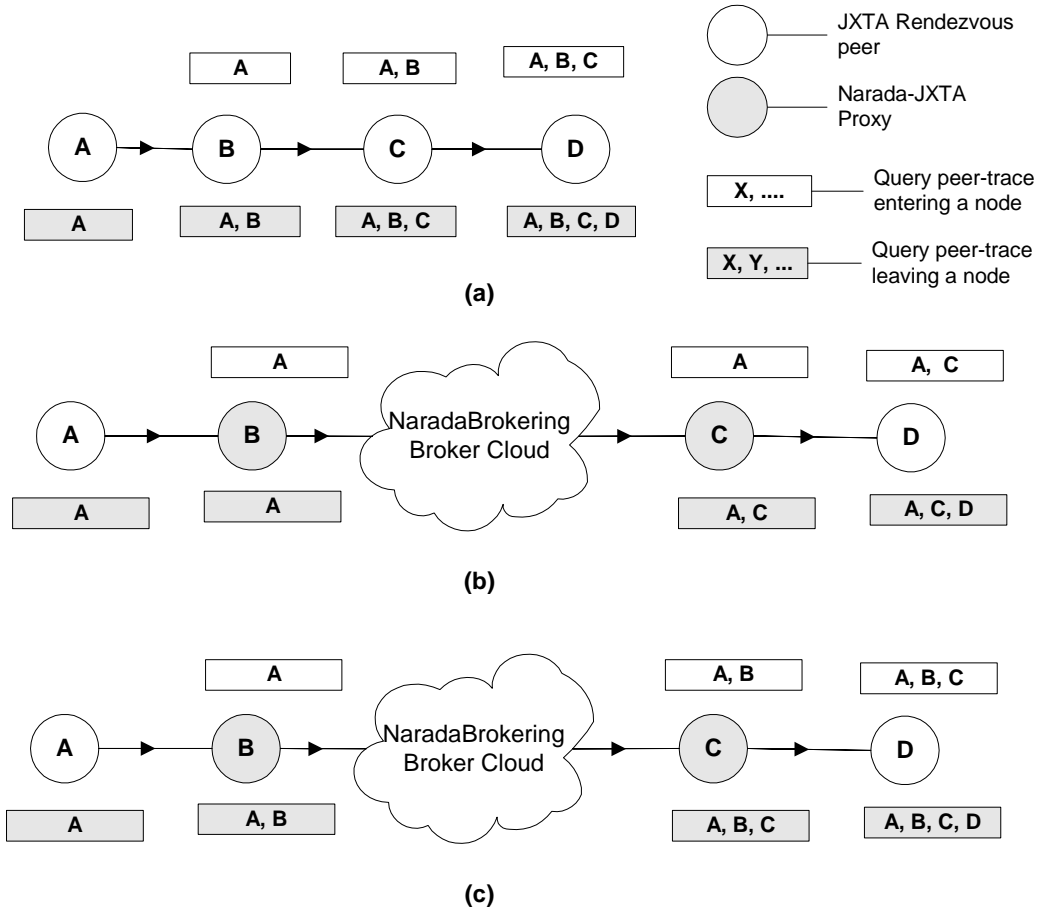 A
A, B
A, B, C
A
B
C
D
A
A, B
A, B, C
A, B, C, D
(a)
JXTA Rendezvous
peer
Narada-JXTA
Proxy
X, ....
Query peer-trace
entering a node
X, Y, ...
Query peer-trace
leaving a node
A
A
A, C
A
B
NaradaBrokering
Broker Cloud
C
D
A
A
A, C
A, C, D
(b)
A
A, B
A, B, C
A
B
NaradaBrokering
Broker Cloud
C
D
A
A, B
A, B, C
A, B, C, D
(c)